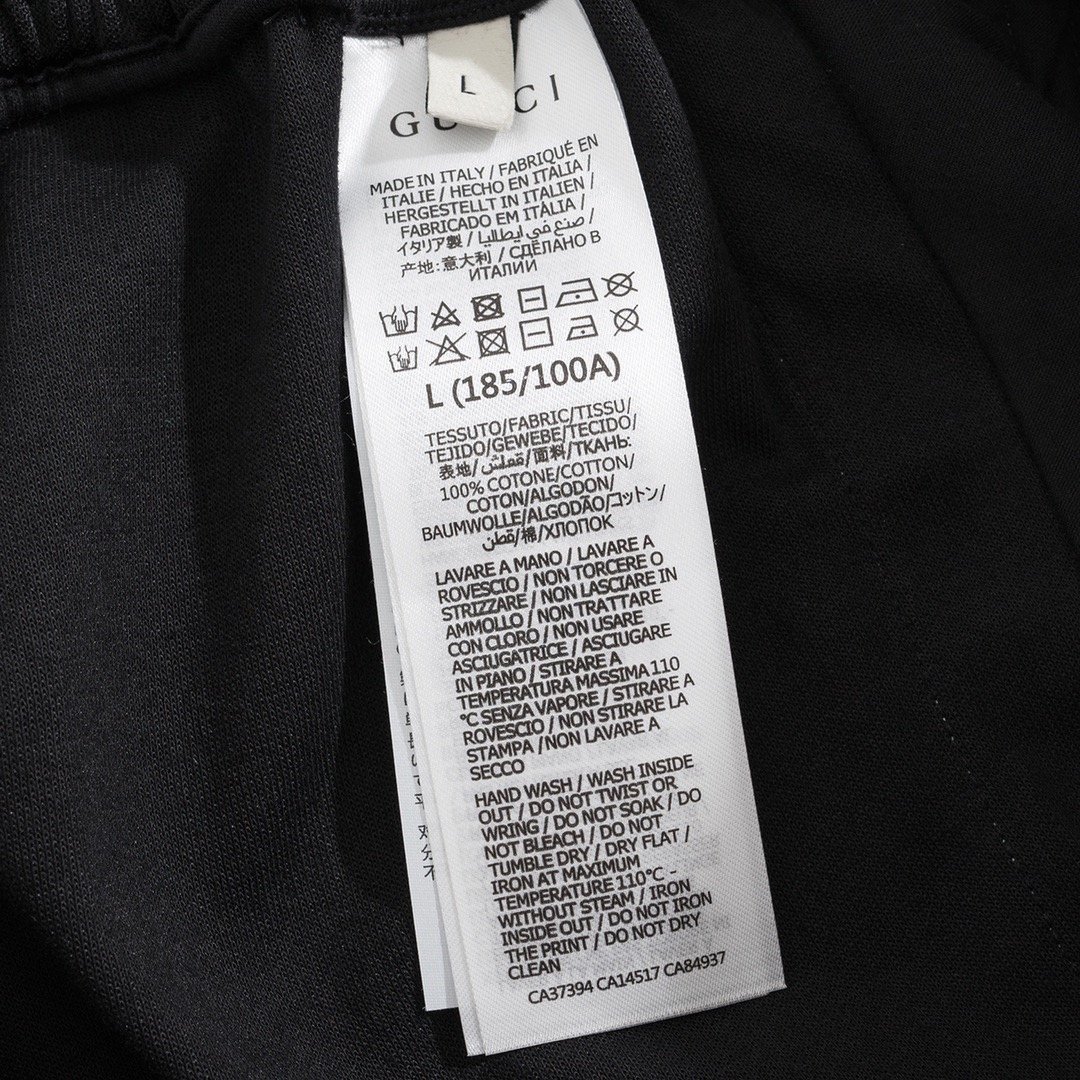 L
GUCCI
MADE IN ITALY / FABRIQUÉ EN
ITALIE / HECHO EN ITALIA /
HERGESTELLT IN ITALIEN /
FABRICADO EM ITÀLIA /
イタリア製 / صنع في ايطاليا /
产地:意大利 / СДЕЛАНО В
ИТАЛИИ
L (185/100A)
TESSUTO/FABRIC/TISSU/
TEJIDO/GEWEBE/TECIDO/
表地/قماش/面料/ТКАНЬ:
100% COTONE/COTTON/
COTON/ALGODON/
BAUMWOLLE/ALGODÃO/コットン/
قطن/棉/ХЛОПОК
LAVARE A MANO / LAVARE A
ROVESCIO / NON TORCERE O
STRIZZARE / NON LASCIARE IN
AMMOLLO / NON TRATTARE
CON CLORO / NON USARE
ASCIUGATRICE / ASCIUGARE
IN PIANO / STIRARE A
TEMPERATURA MASSIMA 110
°C SENZA VAPORE / STIRARE A
ROVESCIO / NON STIRARE LA
STAMPA / NON LAVARE A
SECCO
HAND WASH / WASH INSIDE
OUT / DO NOT TWIST OR
WRING / DO NOT SOAK / DO
NOT BLEACH / DO NOT
TUMBLE DRY / DRY FLAT /
IRON AT MAXIMUM
TEMPERATURE 110°C -
WITHOUT STEAM / IRON
INSIDE OUT / DO NOT IRON
THE PRINT / DO NOT DRY
CLEAN
CA37394 CA14517 CA84937
平
对
分
不